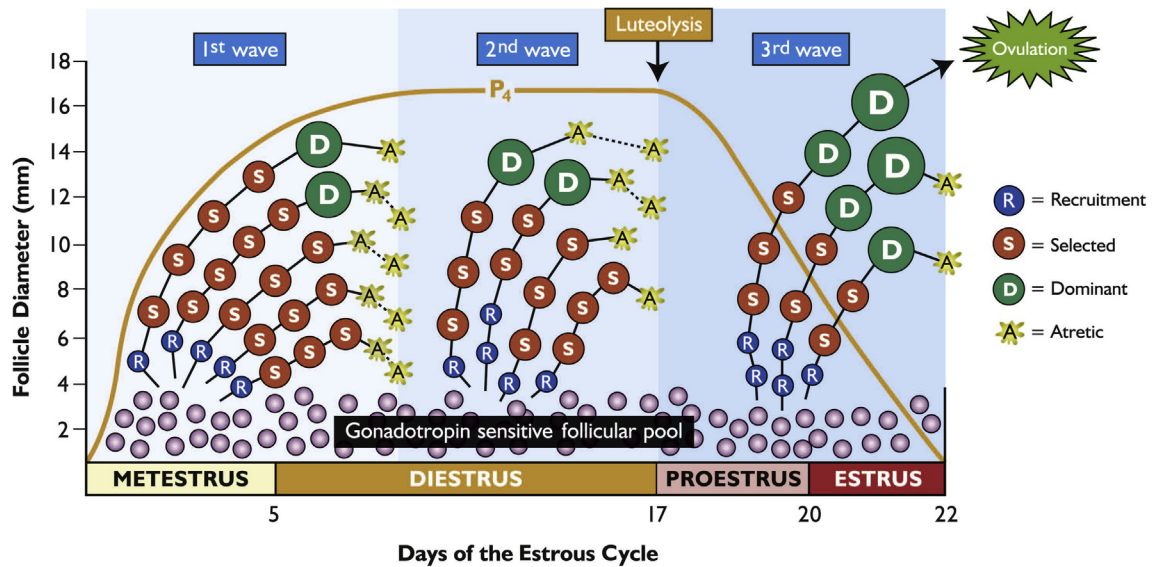 Luteolysis
1st wave
2nd wave
3rd wave
Ovulation
Follicle Diameter (mm)
18
16
14
12
10
8
6
4
2
P4
D
A
S
D
A
A
S
S
S
S
A
A
S
S
S
S
S
A
A
S
S
S
S
A
R
R
R
R
R
S
S
S
A
A
D
A
A
D
A
A
S
S
S
A
S
S
S
A
S
R
S
S
S
R
R
R
S
S
R
D
D
D
A
S
D
S
S
D
A
S
S
S
S
R
R
R
R
R
R = Recruitment
S = Selected
D = Dominant
A = Atretic
Gonadotropin sensitive follicular pool
METESTRUS
DIESTRUS
PROESTRUS
ESTRUS
5
17
20
22
Days of the Estrous Cycle